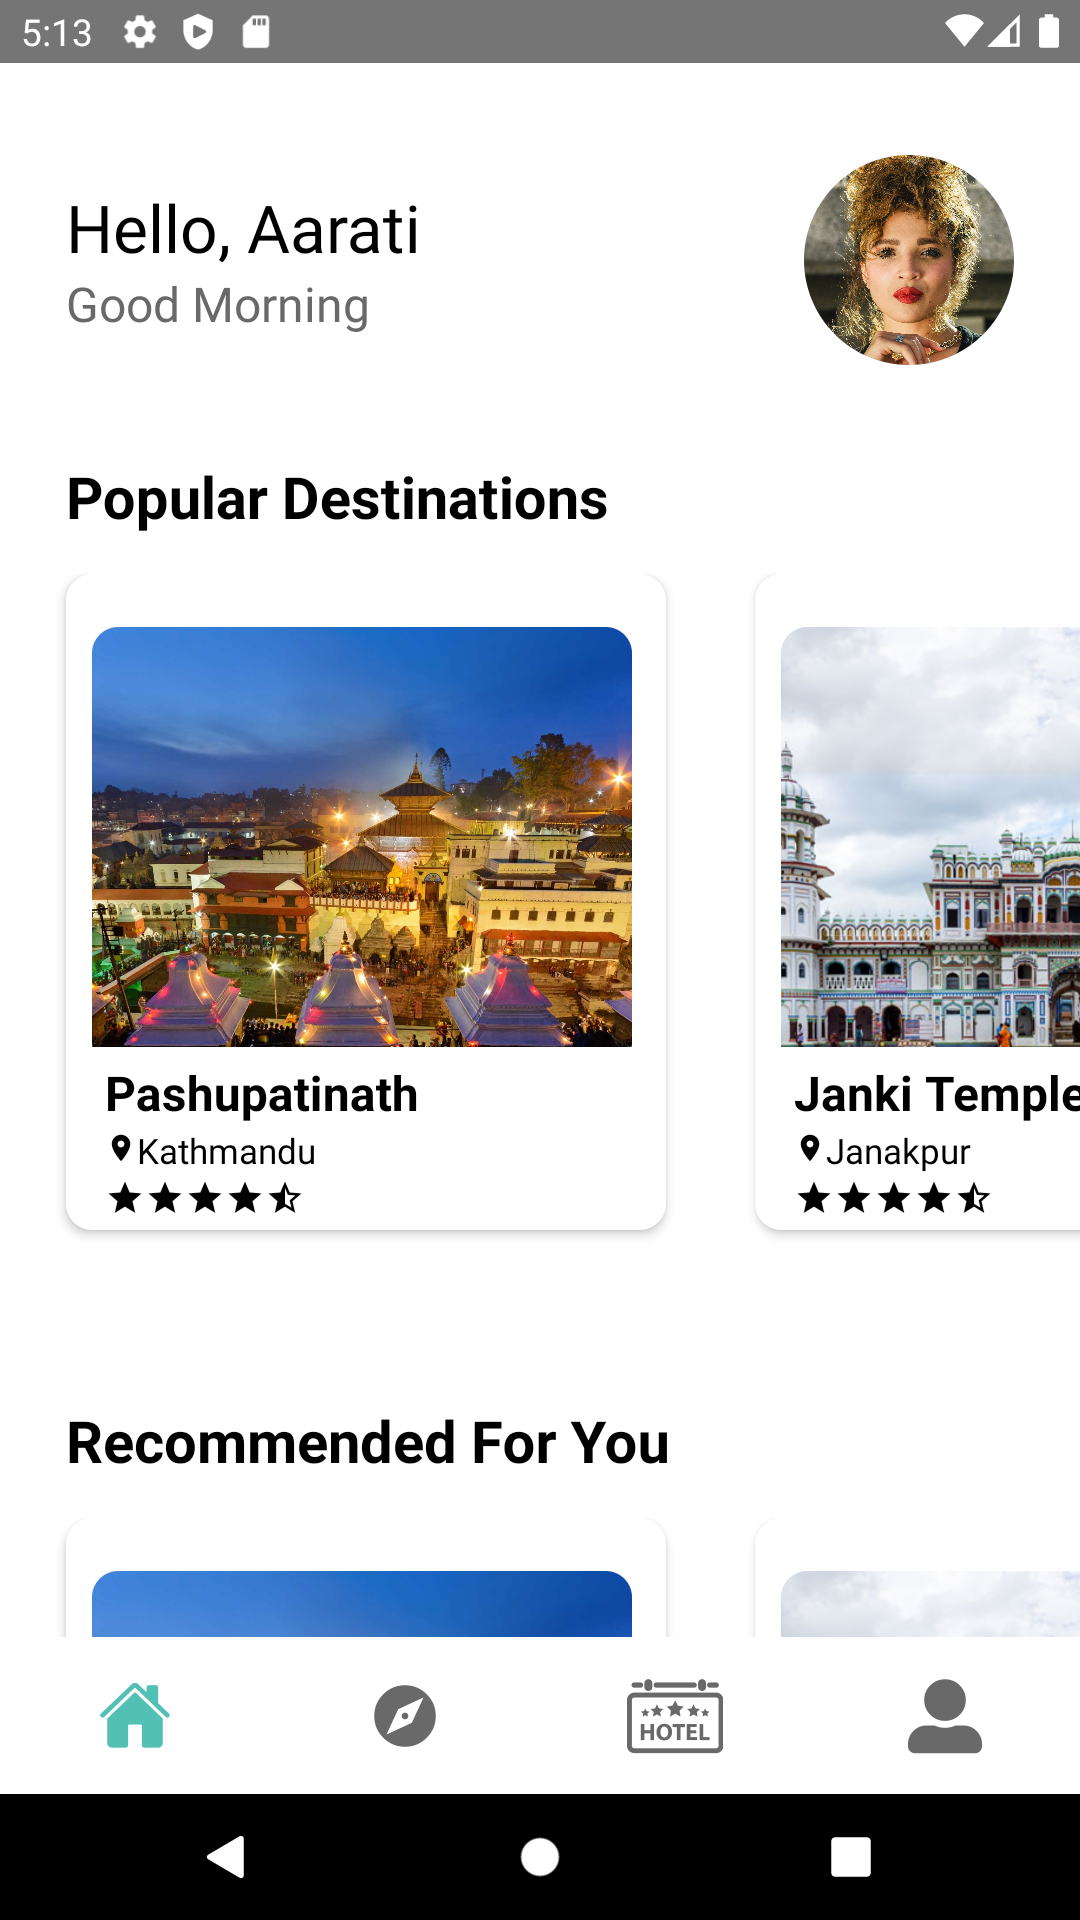 5:13
Hello, Aarati
Good Morning
Popular Destinations
Pashupatinath
Kathmandu
Janki Temple
Janakpur
Recommended For You
HOTEL